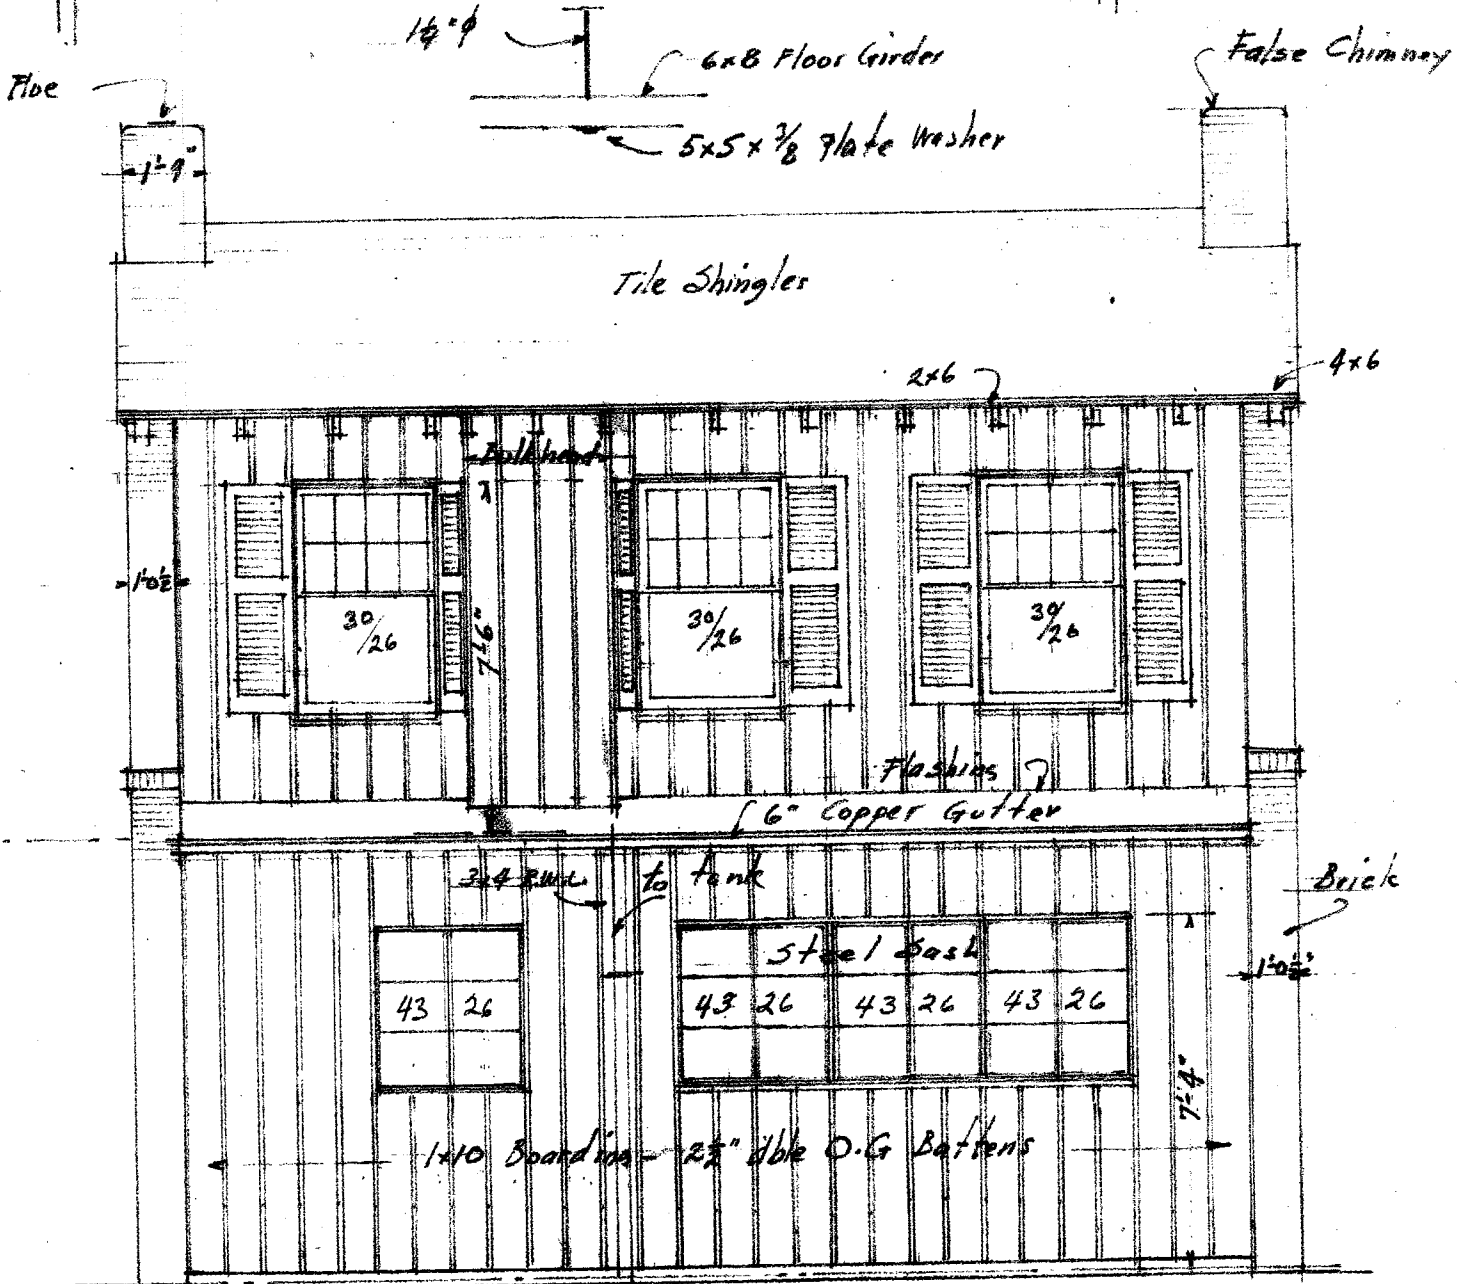 1¼"ϕ
6x8 Floor Girder
False Chimney
Flue
5x5 x 3/8 Plate Washer
1'-9"
Tile Shingles
2x6
4x6
Bulkhead
1'0½
30/26
7'-6"
30/26
30/26
Flashing
6" Copper Gutter
3x4 R.W.L.
to tank
Brick
Steel Sash
1'-0½"
43 26
43 26
43 26
43 26
7'-4"
1x10 Boarding - 2½" dble O.G Battens